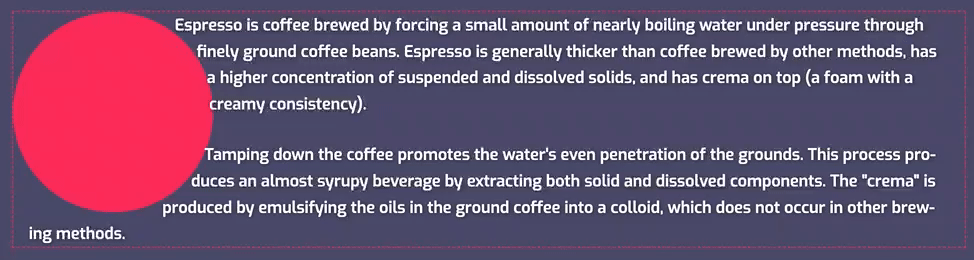 Espresso is coffee brewed by forcing a small amount of nearly boiling water under pressure through
finely ground coffee beans. Espresso is generally thicker than coffee brewed by other methods, has
a higher concentration of suspended and dissolved solids, and has crema on top (a foam with a
creamy consistency).
Tamping down the coffee promotes the water's even penetration of the grounds. This process pro-
duces an almost syrupy beverage by extracting both solid and dissolved components. The "crema" is
produced by emulsifying the oils in the ground coffee into a colloid, which does not occur in other brew-
ing methods.